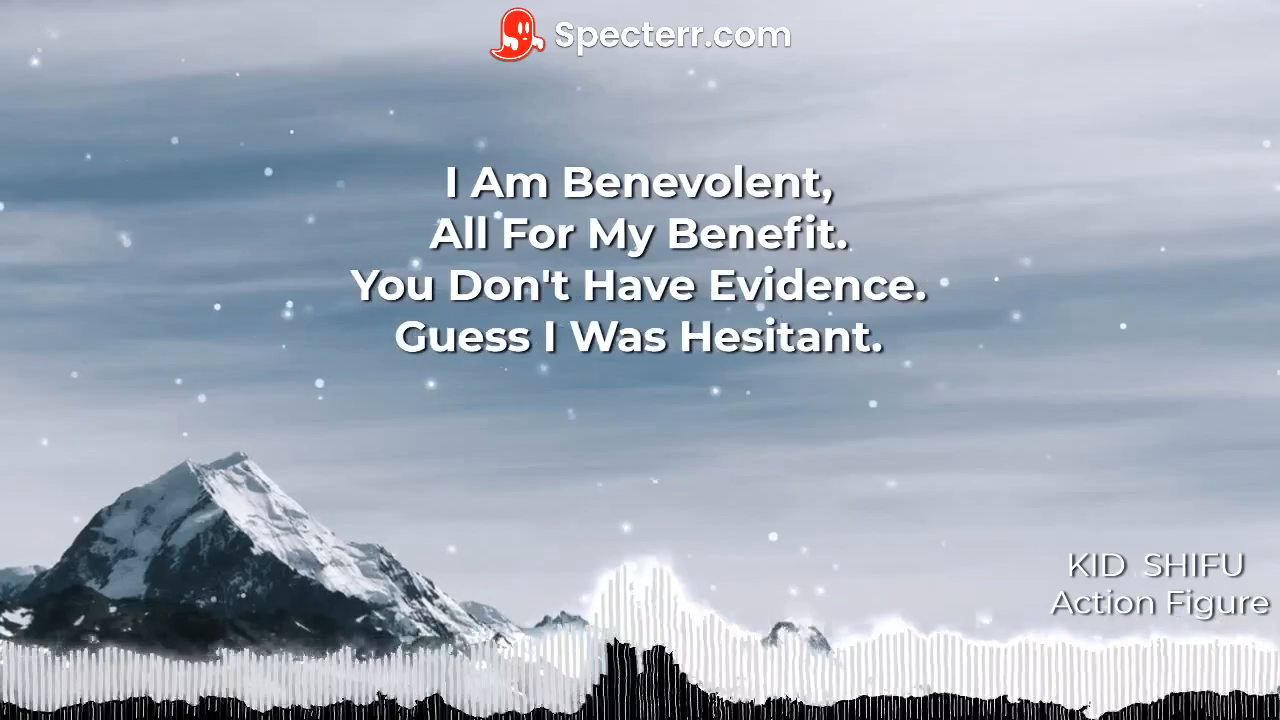 Specterr.com
I Am Benevolent,
All For My Benefit.
You Don't Have Evidence.
Guess I Was Hesitant.
KID SHIFU
Action Figure